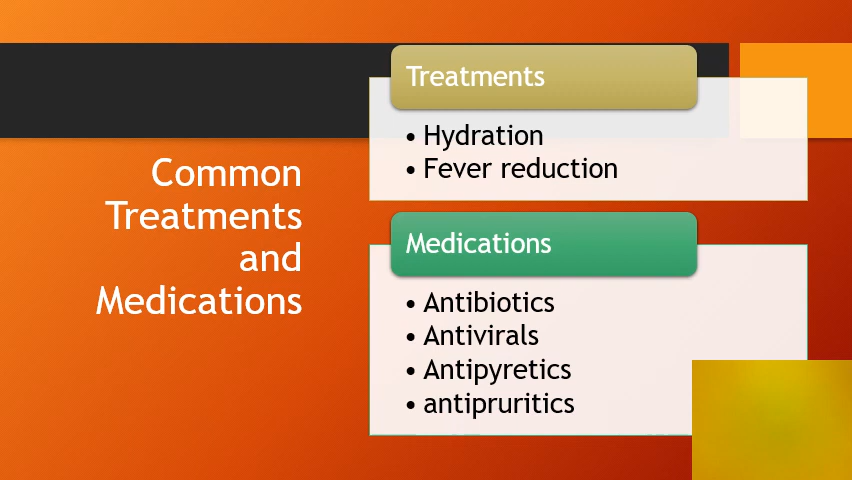 Common
Treatments
and
Medications
Treatments
• Hydration
• Fever reduction
Medications
• Antibiotics
• Antivirals
• Antipyretics
• antipruritics